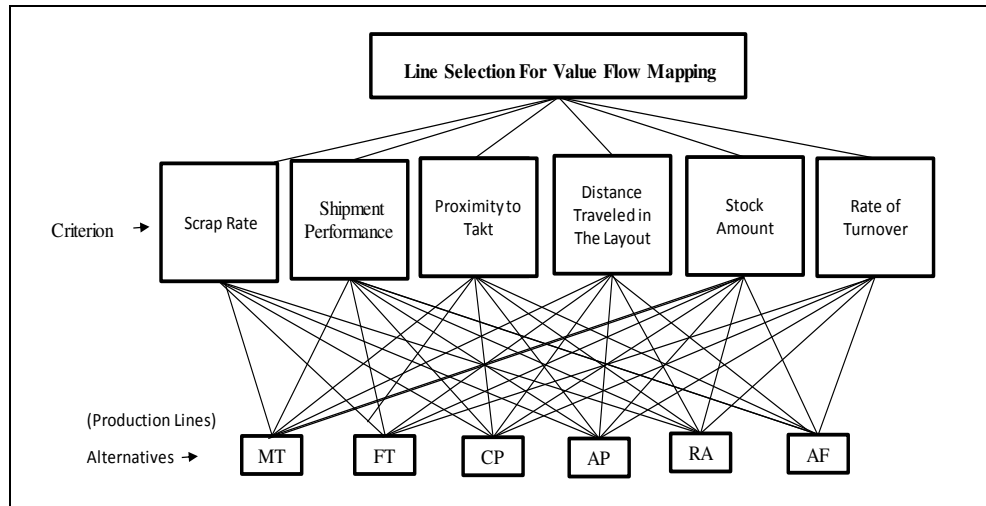 Line Selection For Value Flow Mapping
Criterion
Scrap Rate
Shipment
Performance
Proximity to
Takt
Distance
Traveled in
The Layout
Stock
Amount
Rate of
Turnover
(Production Lines)
Alternatives
MT
FT
CP
AP
RA
AF